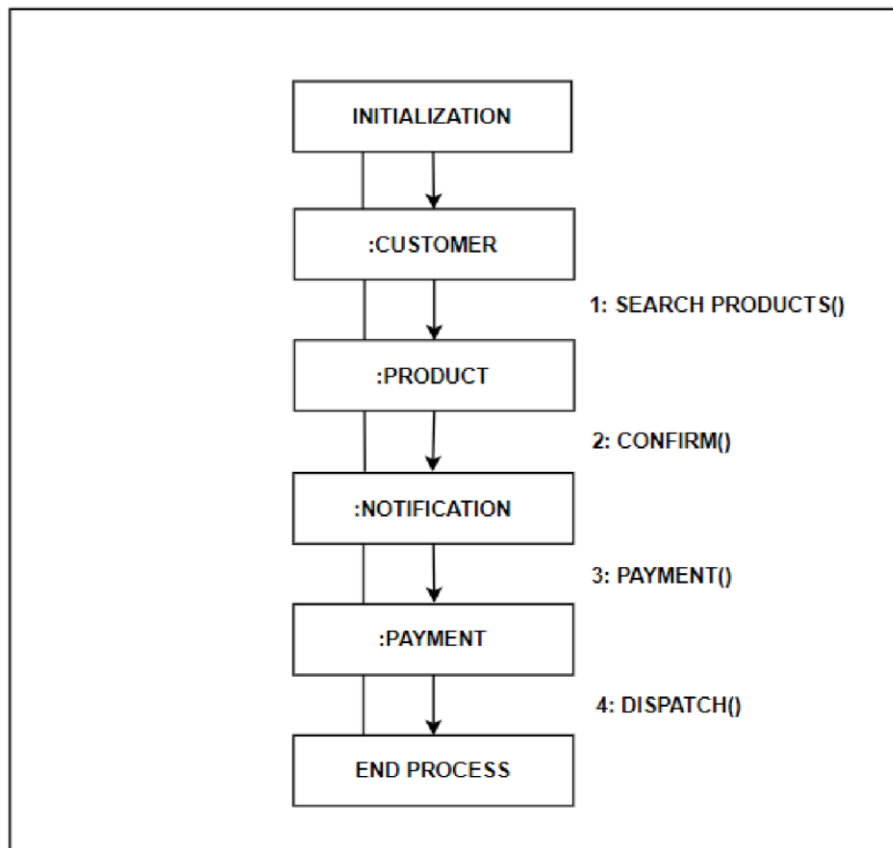 INITIALIZATION
:CUSTOMER
1: SEARCH PRODUCTS()
:PRODUCT
2: CONFIRM()
:NOTIFICATION
3: PAYMENT()
:PAYMENT
4: DISPATCH()
END PROCESS